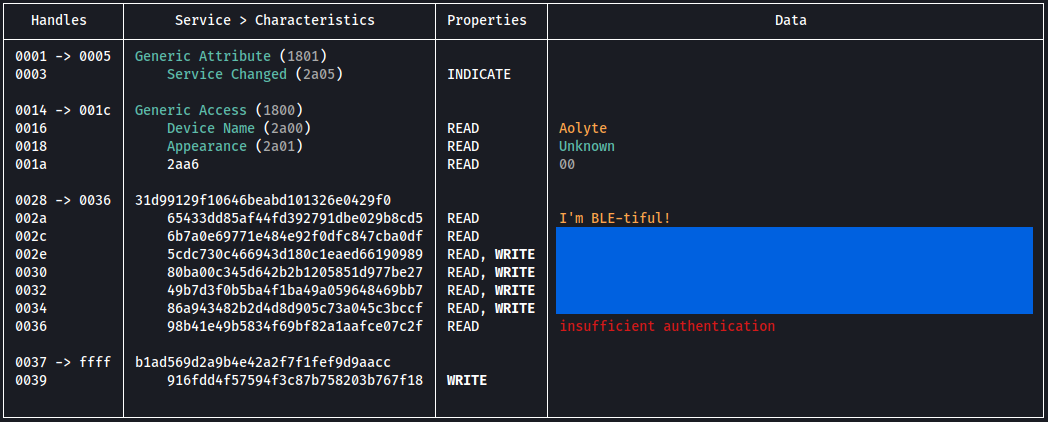 Handles Service > Characteristics Properties Data
0001 -> 0005 Generic Attribute (1801)
0003 Service Changed (2a05) INDICATE
0014 -> 001c Generic Access (1800)
0016 Device Name (2a00) READ Aolyte
0018 Appearance (2a01) READ Unknown
001a 2aa6 READ 00
0028 -> 0036 31d99129f10646beabd101326e0429f0
002a 65433dd85af44fd392791dbe029b8cd5 READ I'm BLE-tiful!
002c 6b7a0e69771e484e92f0dfc847cba0df READ
002e 5cdc730c466943d180c1eaed66190989 READ, WRITE
0030 80ba00c345d642b2b1205851d977be27 READ, WRITE
0032 49b7d3f0b5ba4f1ba49a059648469bb7 READ, WRITE
0034 86a943482b2d4d8d905c73a045c3bccf READ, WRITE
0036 98b41e49b5834f69bf82a1aafce07c2f READ insufficient authentication
0037 -> ffff b1ad569d2a9b4e42a2f7f1fef9d9aacc
0039 916fdd4f57594f3c87b758203b767f18 WRITE